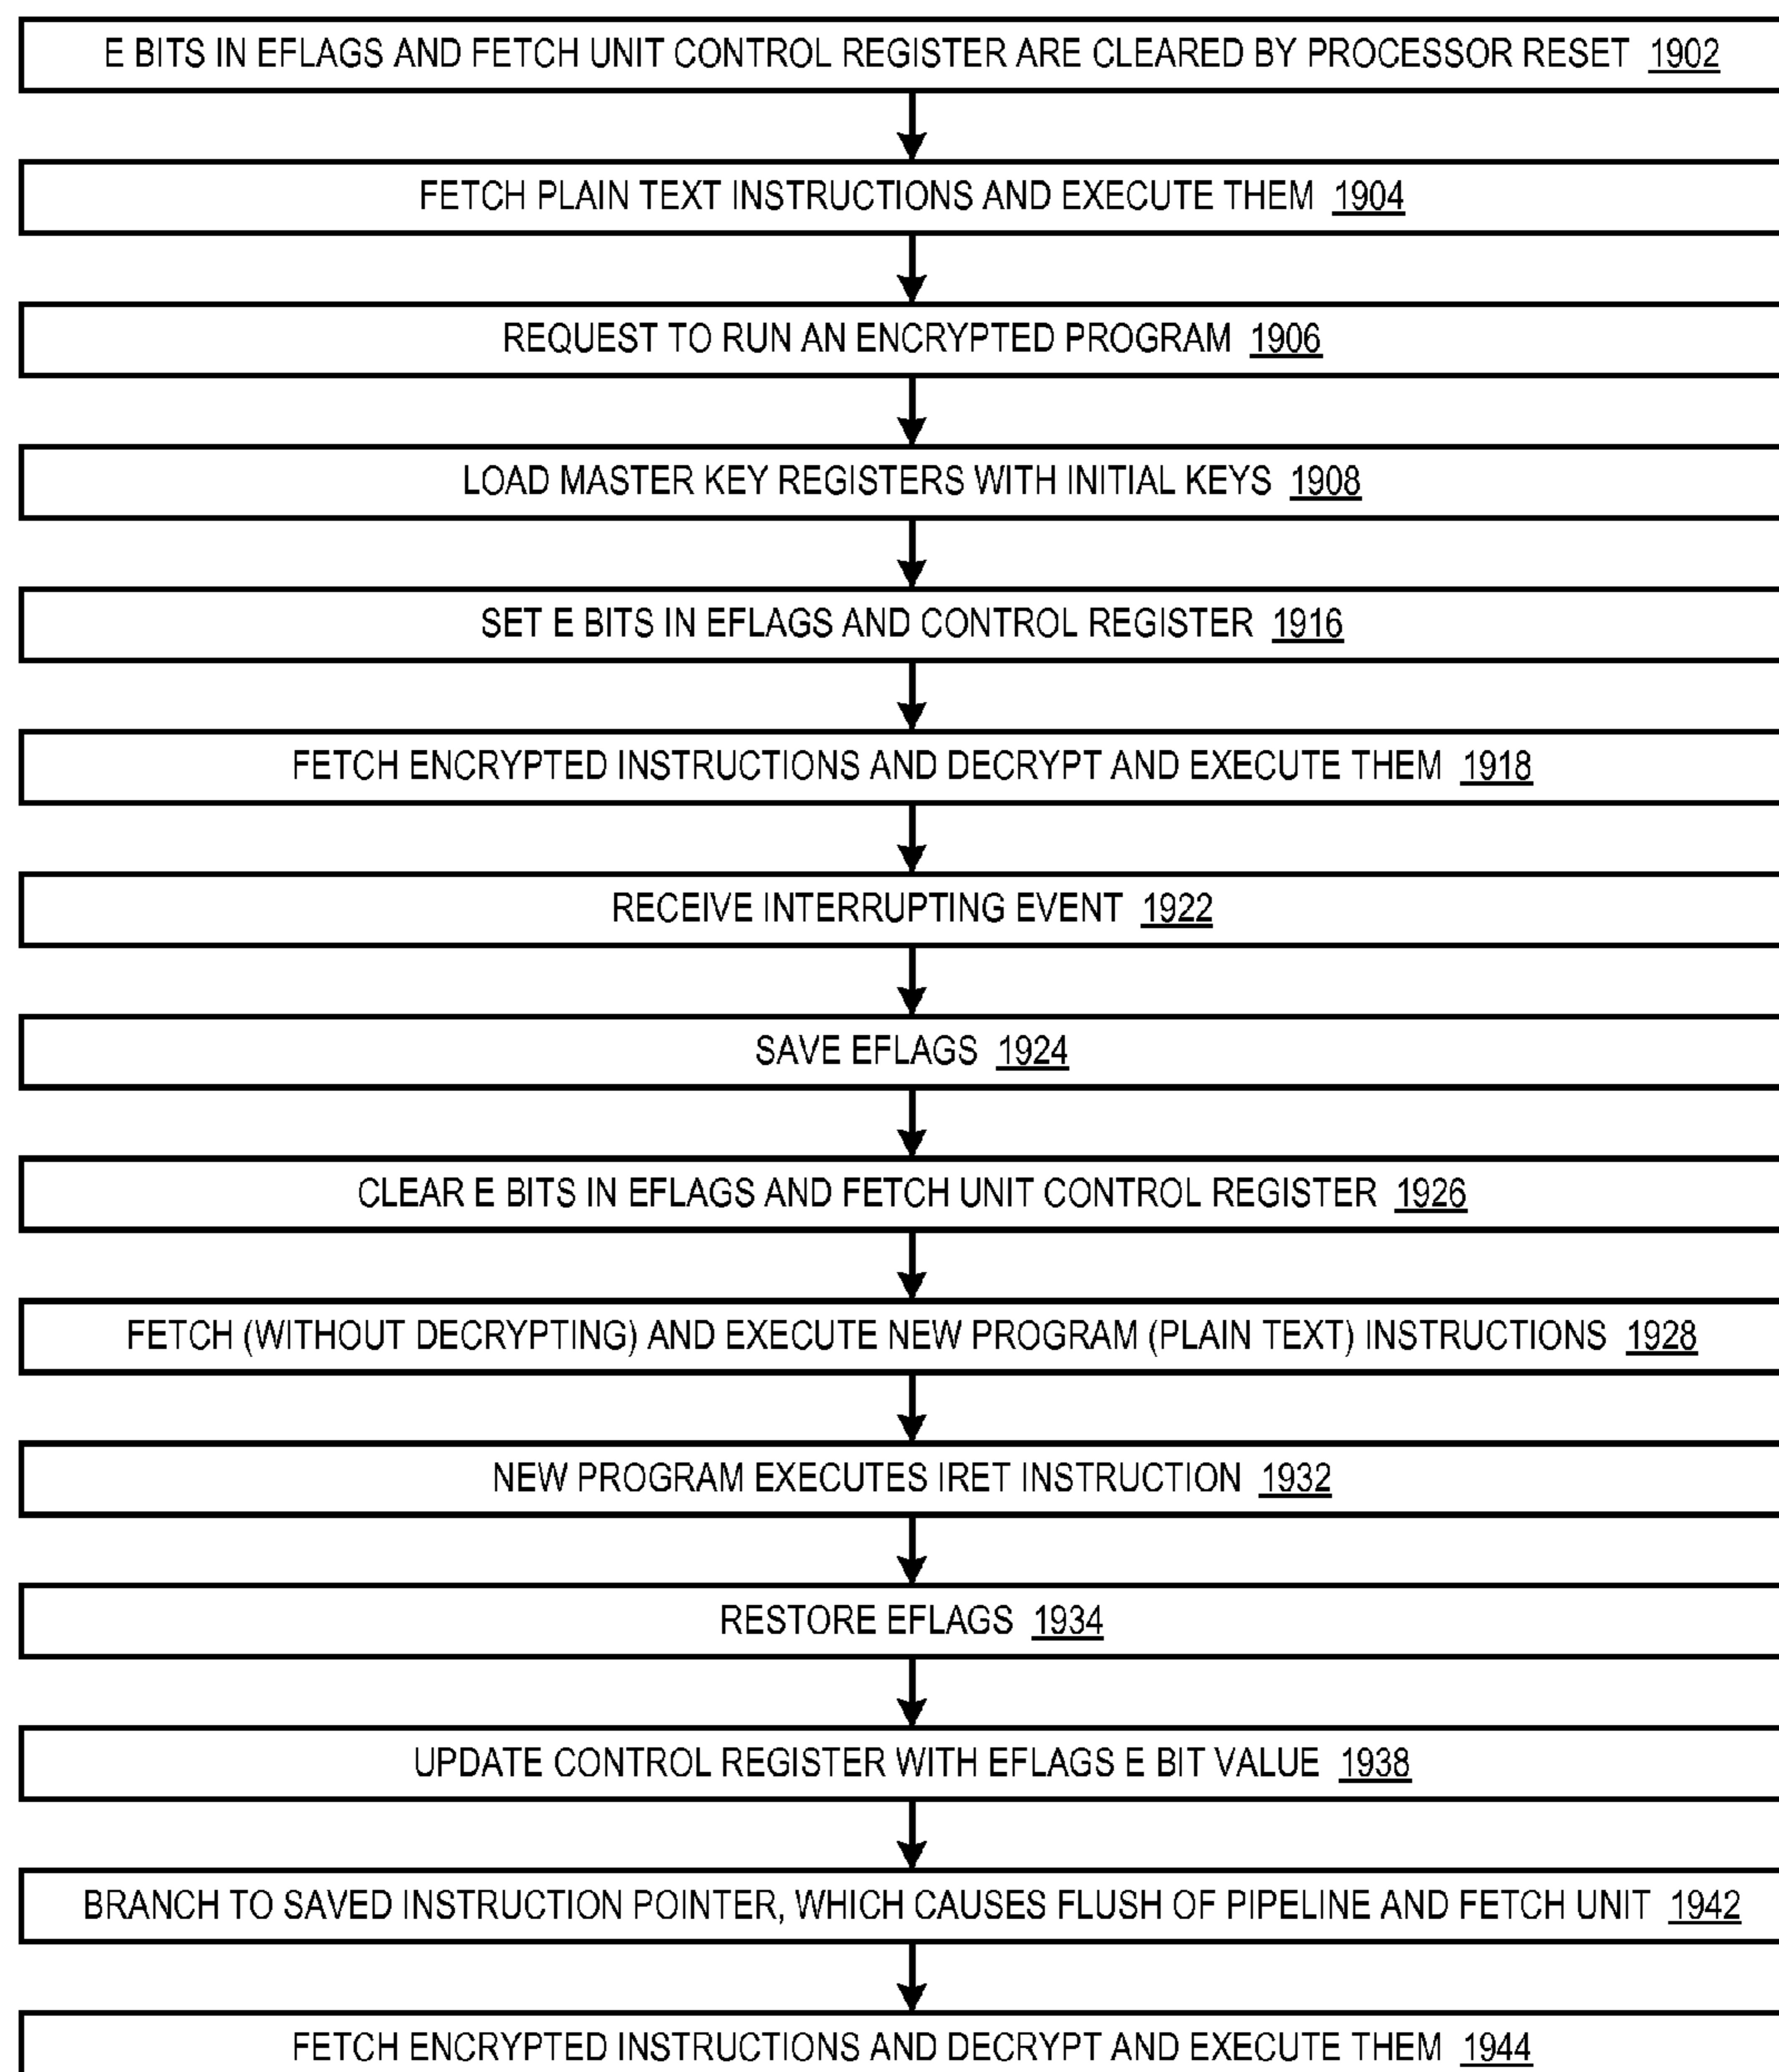 E BITS IN EFLAGS AND FETCH UNIT CONTROL REGISTER ARE CLEARED BY PROCESSOR RESET 1902
FETCH PLAIN TEXT INSTRUCTIONS AND EXECUTE THEM 1904
REQUEST TO RUN AN ENCRYPTED PROGRAM 1906
LOAD MASTER KEY REGISTERS WITH INITIAL KEYS 1908
SET E BITS IN EFLAGS AND CONTROL REGISTER 1916
FETCH ENCRYPTED INSTRUCTIONS AND DECRYPT AND EXECUTE THEM 1918
RECEIVE INTERRUPTING EVENT 1922
SAVE EFLAGS 1924
CLEAR E BITS IN EFLAGS AND FETCH UNIT CONTROL REGISTER 1926
FETCH (WITHOUT DECRYPTING) AND EXECUTE NEW PROGRAM (PLAIN TEXT) INSTRUCTIONS 1928
NEW PROGRAM EXECUTES IRET INSTRUCTION 1932
RESTORE EFLAGS 1934
UPDATE CONTROL REGISTER WITH EFLAGS E BIT VALUE 1938
BRANCH TO SAVED INSTRUCTION POINTER, WHICH CAUSES FLUSH OF PIPELINE AND FETCH UNIT 1942
FETCH ENCRYPTED INSTRUCTIONS AND DECRYPT AND EXECUTE THEM 1944